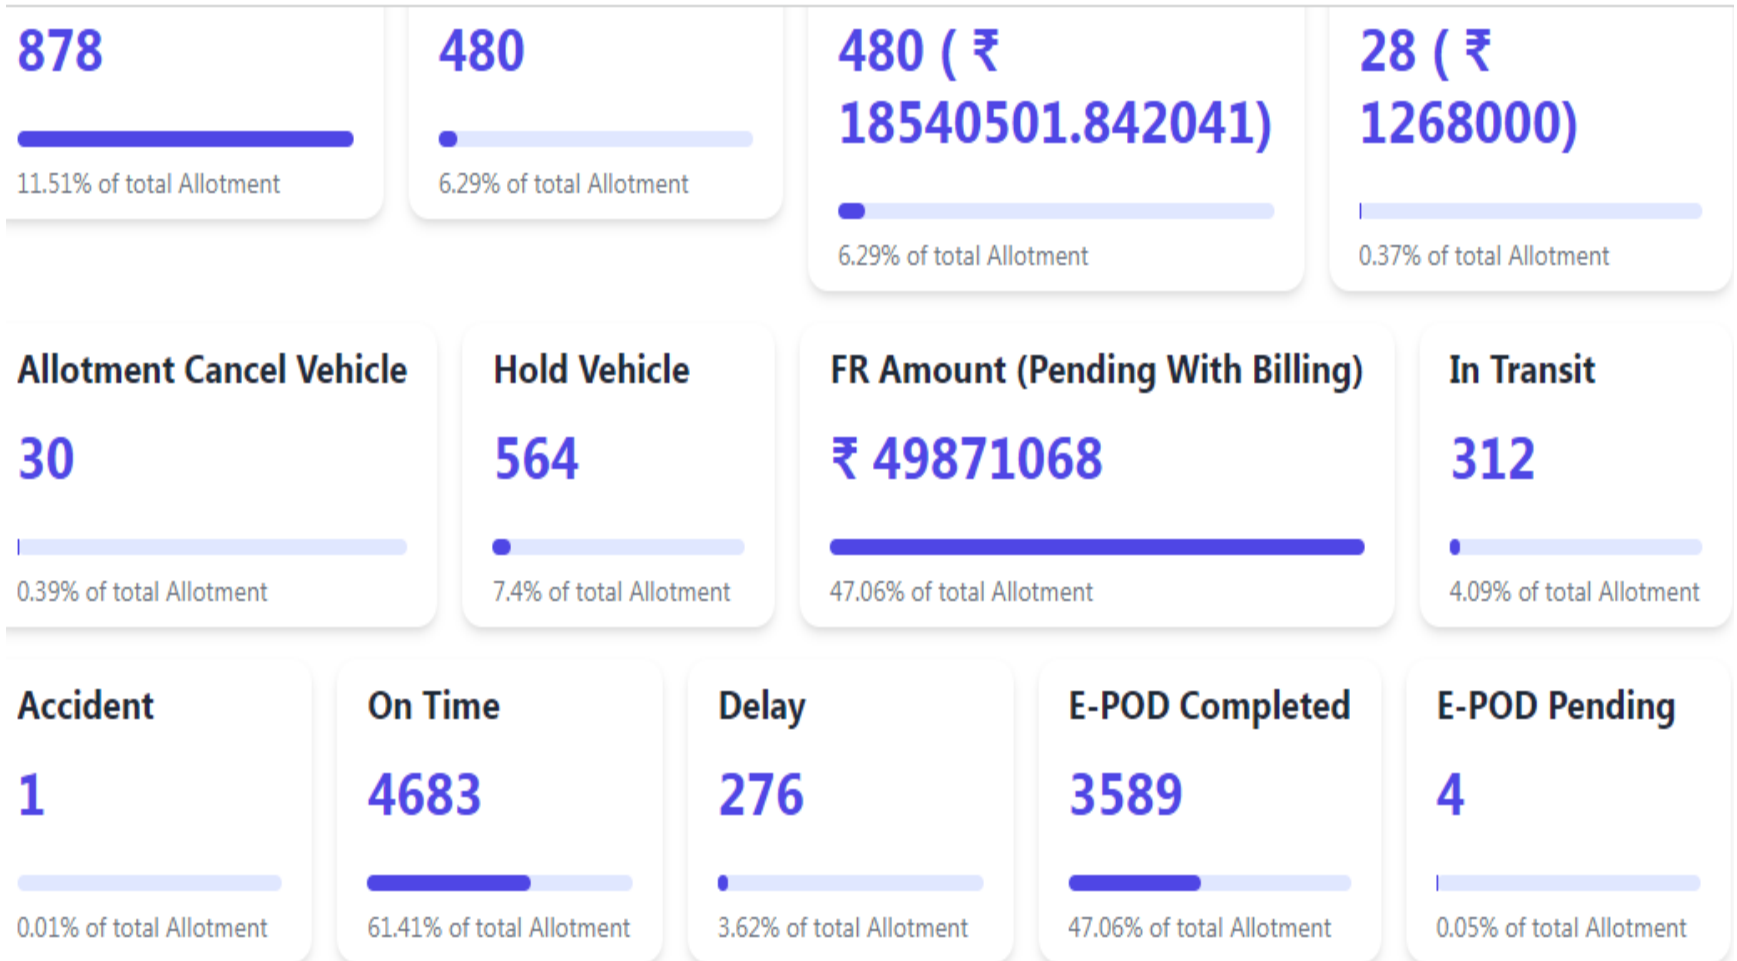 878
480
480 ( ₹
18540501.842041)
28 ( ₹
1268000)
11.51% of total Allotment
6.29% of total Allotment
6.29% of total Allotment
0.37% of total Allotment
Allotment Cancel Vehicle
Hold Vehicle
FR Amount (Pending With Billing)
In Transit
30
564
₹ 49871068
312
0.39% of total Allotment
7.4% of total Allotment
47.06% of total Allotment
4.09% of total Allotment
Accident
On Time
Delay
E-POD Completed
E-POD Pending
1
4683
276
3589
4
0.01% of total Allotment
61.41% of total Allotment
3.62% of total Allotment
47.06% of total Allotment
0.05% of total Allotment